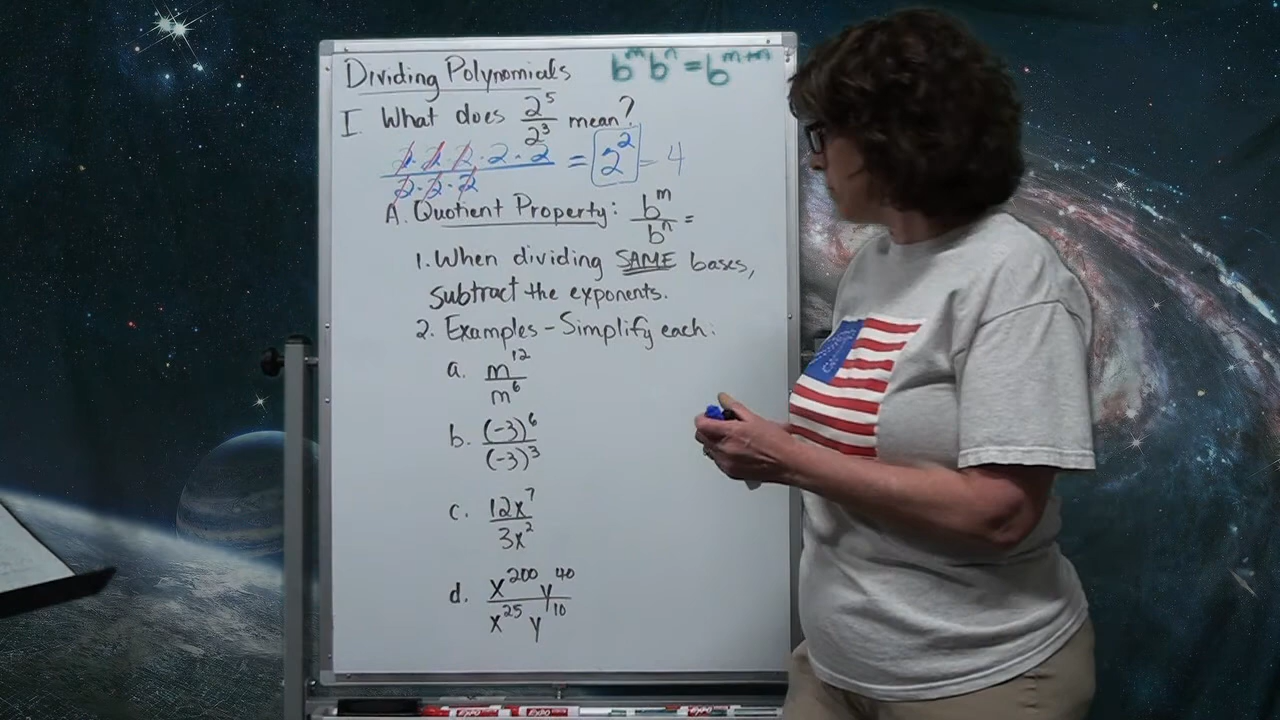 Dividing Polynomials
b^m b^n = b^(m+n)
I. What does 2^5/2^3 mean?
2·2·2·2·2 / 2·2·2 = 2^2 = 4
A. Quotient Property: b^m/b^n =
1. When dividing SAME bases,
subtract the exponents.
2. Examples - Simplify each:
a. m^12/m^6
b. (-3)^6/(-3)^3
c. 12x^7/3x^2
d. x^200 y^40 / x^25 y^10